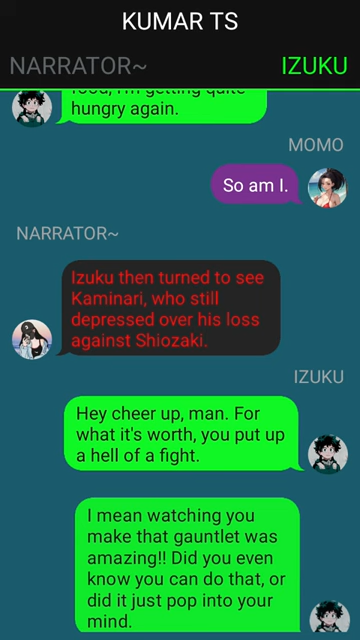 KUMAR TS
NARRATOR~ IZUKU
food, I'm getting quite
hungry again.
MOMO
So am I.
NARRATOR~
Izuku then turned to see
Kaminari, who still
depressed over his loss
against Shiozaki.
IZUKU
Hey cheer up, man. For
what it's worth, you put up
a hell of a fight.
I mean watching you
make that gauntlet was
amazing!! Did you even
know you can do that, or
did it just pop into your
mind.